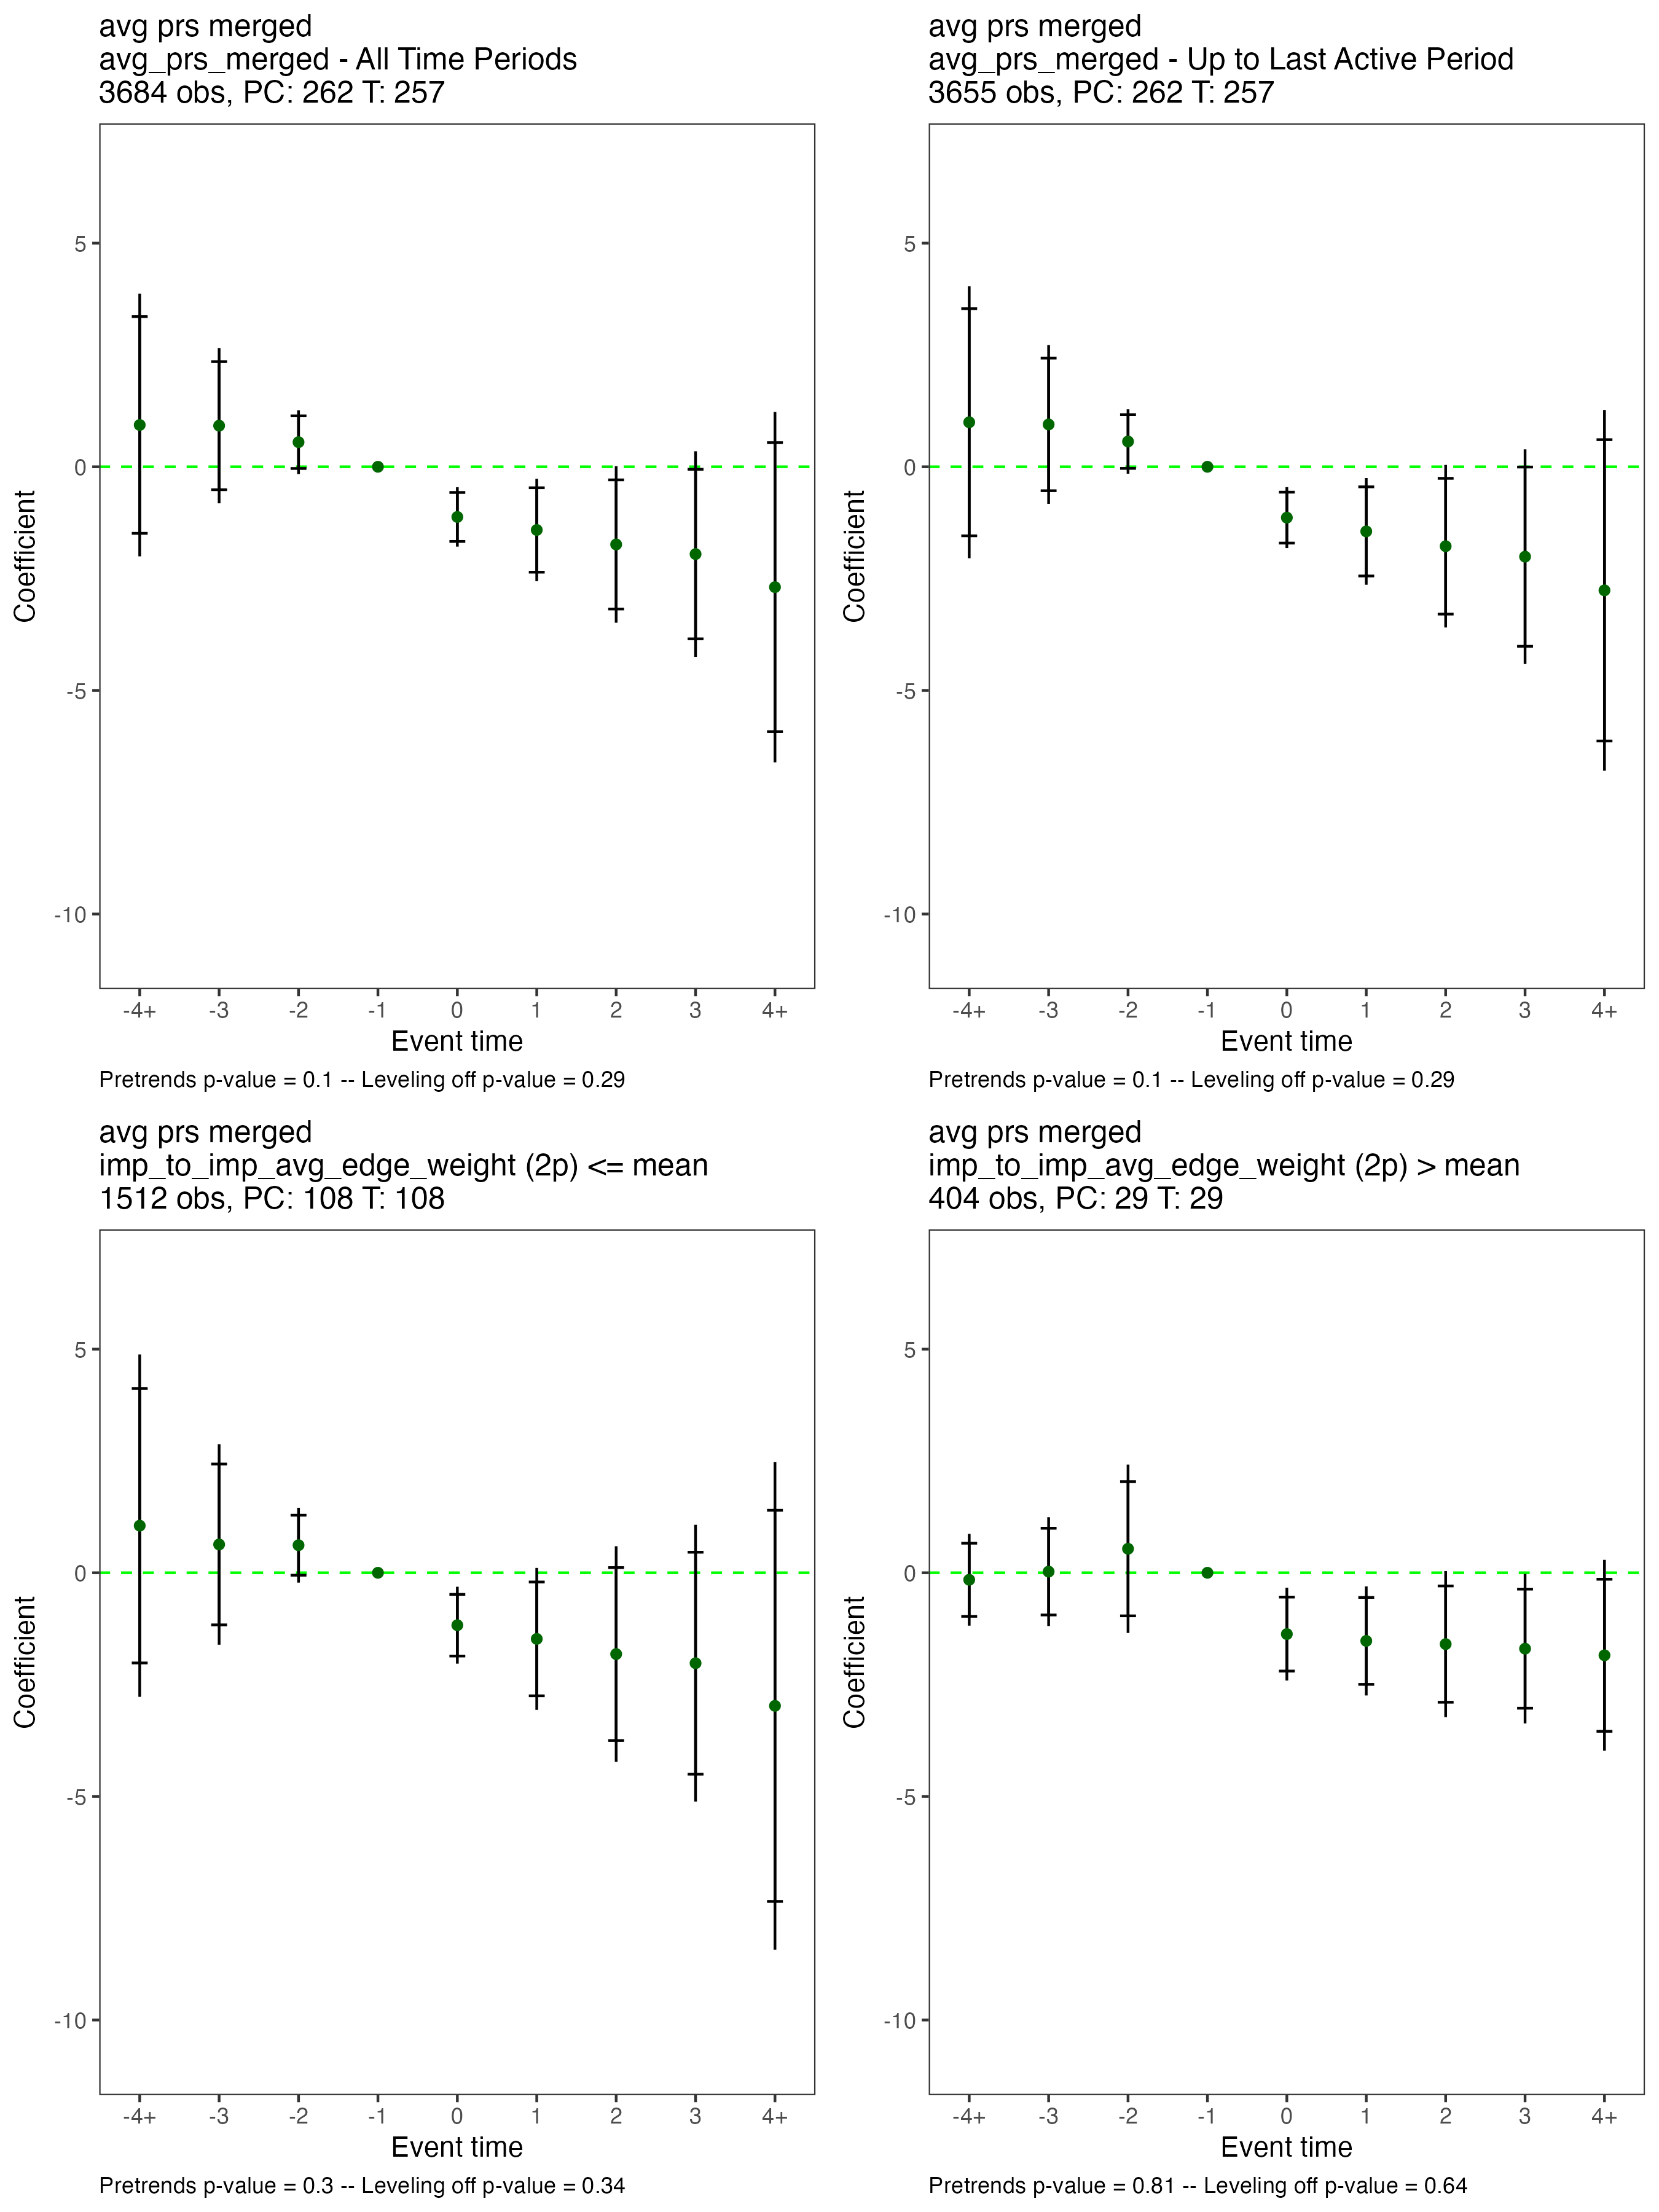 avg prs merged
avg_prs_merged - All Time Periods
3684 obs, PC: 262 T: 257
5
0
-5
-10
Coefficient
-4+ -3 -2 -1 0 1 2 3 4+
Event time
Pretrends p-value = 0.1 -- Leveling off p-value = 0.29
avg prs merged
avg_prs_merged - Up to Last Active Period
3655 obs, PC: 262 T: 257
5
0
-5
-10
Coefficient
-4+ -3 -2 -1 0 1 2 3 4+
Event time
Pretrends p-value = 0.1 -- Leveling off p-value = 0.29
avg prs merged
imp_to_imp_avg_edge_weight (2p) <= mean
1512 obs, PC: 108 T: 108
5
0
-5
-10
Coefficient
-4+ -3 -2 -1 0 1 2 3 4+
Event time
Pretrends p-value = 0.3 -- Leveling off p-value = 0.34
avg prs merged
imp_to_imp_avg_edge_weight (2p) > mean
404 obs, PC: 29 T: 29
5
0
-5
-10
Coefficient
-4+ -3 -2 -1 0 1 2 3 4+
Event time
Pretrends p-value = 0.81 -- Leveling off p-value = 0.64